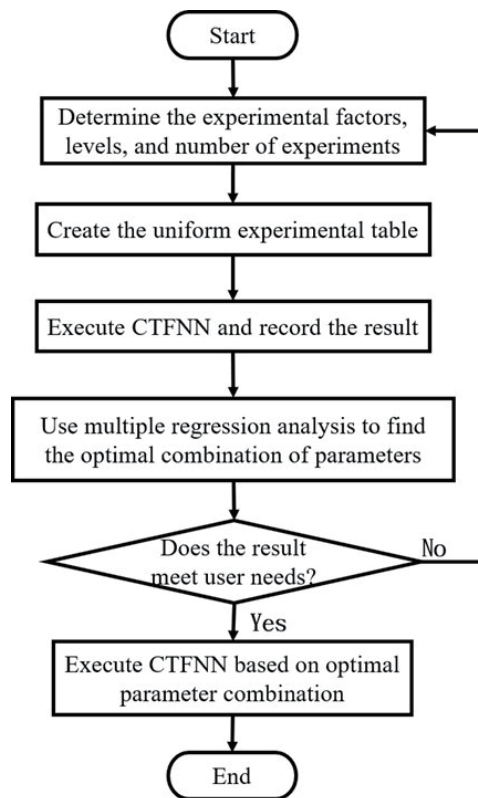 Start
Determine the experimental factors,
levels, and number of experiments
Create the uniform experimental table
Execute CTFNN and record the result
Use multiple regression analysis to find
the optimal combination of parameters
Does the result
meet user needs?
No
Yes
Execute CTFNN based on optimal
parameter combination
End